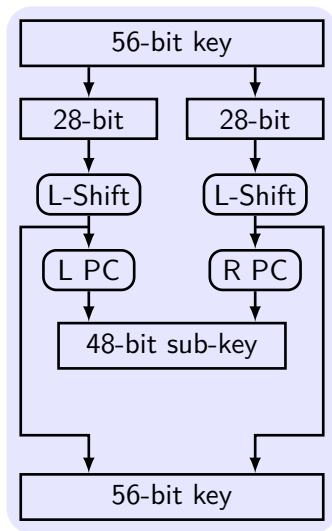 56-bit key
28-bit 28-bit
L-Shift L-Shift
L PC R PC
48-bit sub-key
56-bit key